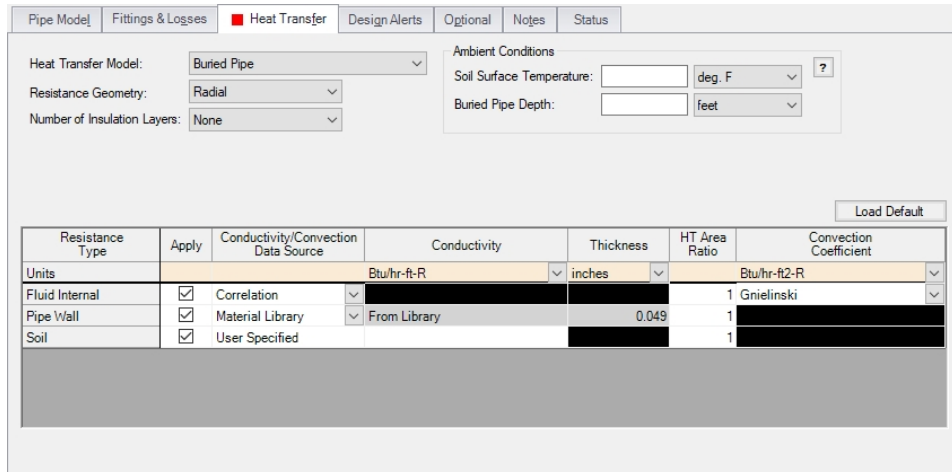 Pipe Model Fittings & Losses Heat Transfer Design Alerts Optional Notes Status
Ambient Conditions
Heat Transfer Model: Buried Pipe
Soil Surface Temperature: deg. F ?
Resistance Geometry: Radial
Buried Pipe Depth: feet
Number of Insulation Layers: None
Load Default
Resistance Type Apply Conductivity/Convection Data Source Conductivity Thickness HT Area Ratio Convection Coefficient
Units Btu/hr-ft-R inches Btu/hr-ft2-R
Fluid Internal Correlation 1 Gnielinski
Pipe Wall Material Library From Library 0.049 1
Soil User Specified 1